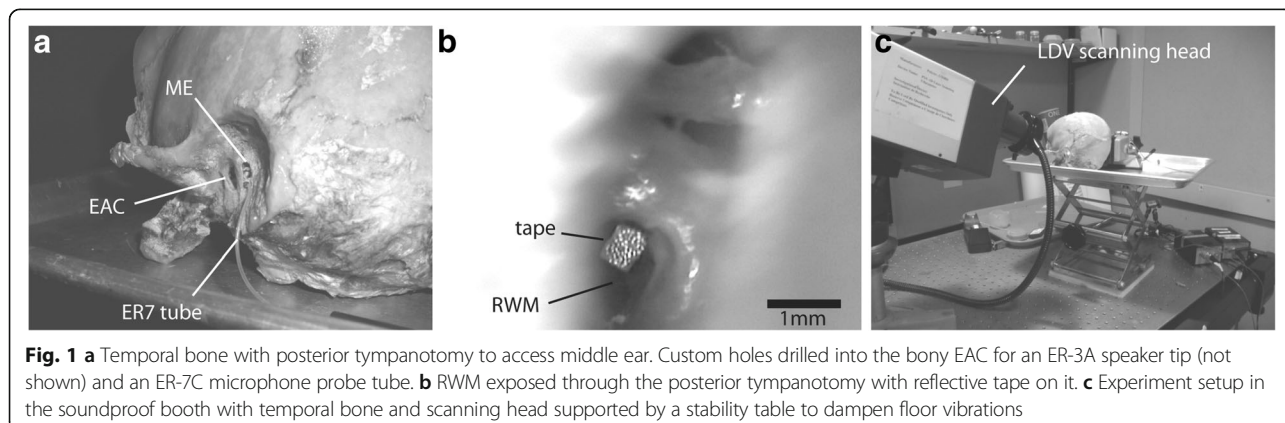 a
ME
EAC
ER7 tube
b
tape
RWM
1mm
c
LDV scanning head
Fig. 1 a Temporal bone with posterior tympanotomy to access middle ear. Custom holes drilled into the bony EAC for an ER-3A speaker tip (not
shown) and an ER-7C microphone probe tube. b RWM exposed through the posterior tympanotomy with reflective tape on it. c Experiment setup in
the soundproof booth with temporal bone and scanning head supported by a stability table to dampen floor vibrations